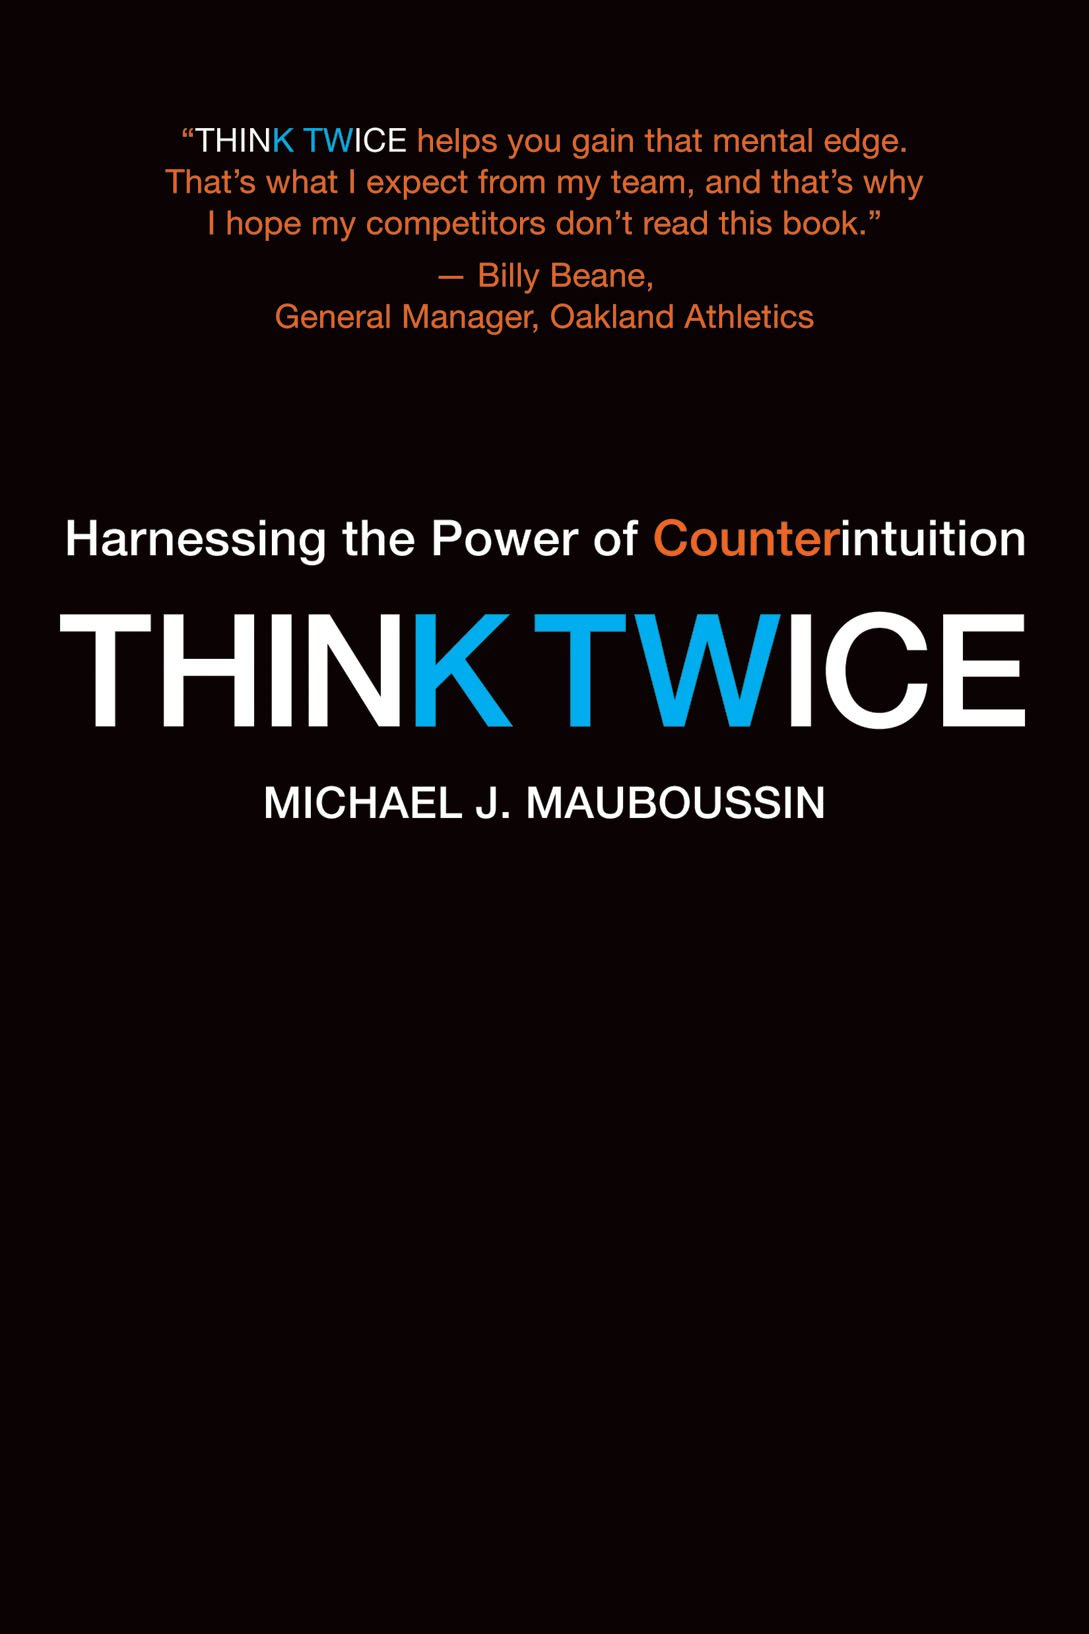 “THINK TWICE helps you gain that mental edge.
That’s what I expect from my team, and that’s why
I hope my competitors don’t read this book.”
— Billy Beane,
General Manager, Oakland Athletics
Harnessing the Power of Counterintuition
THINK TWICE
MICHAEL J. MAUBOUSSIN